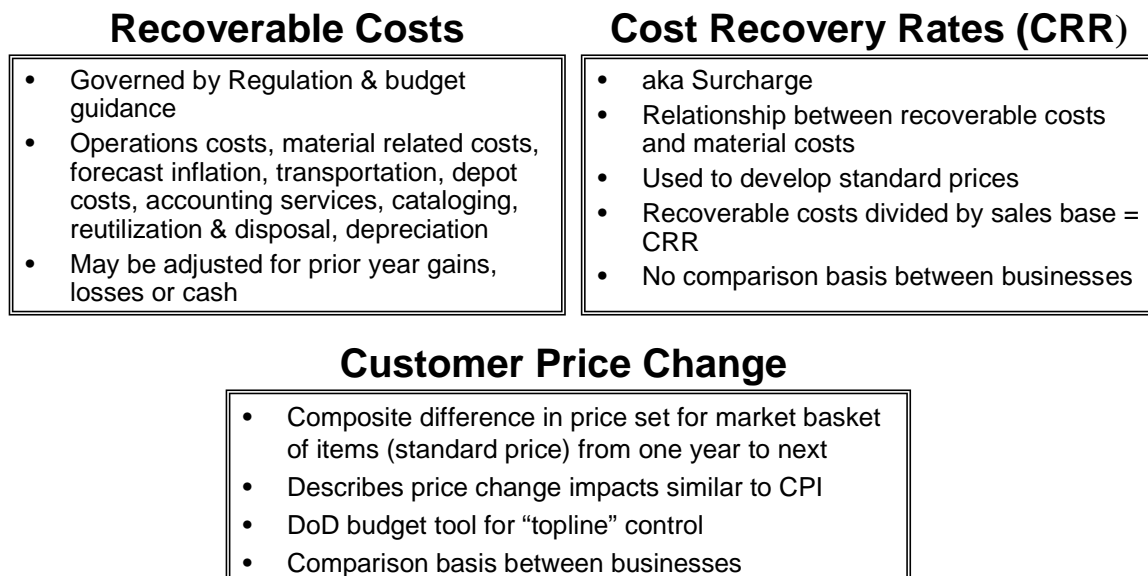 Recoverable Costs
• Governed by Regulation & budget
guidance
• Operations costs, material related costs,
forecast inflation, transportation, depot
costs, accounting services, cataloging,
reutilization & disposal, depreciation
• May be adjusted for prior year gains,
losses or cash
Cost Recovery Rates (CRR)
• aka Surcharge
• Relationship between recoverable costs
and material costs
• Used to develop standard prices
• Recoverable costs divided by sales base =
CRR
• No comparison basis between businesses
Customer Price Change
• Composite difference in price set for market basket
of items (standard price) from one year to next
• Describes price change impacts similar to CPI
• DoD budget tool for “topline” control
• Comparison basis between businesses